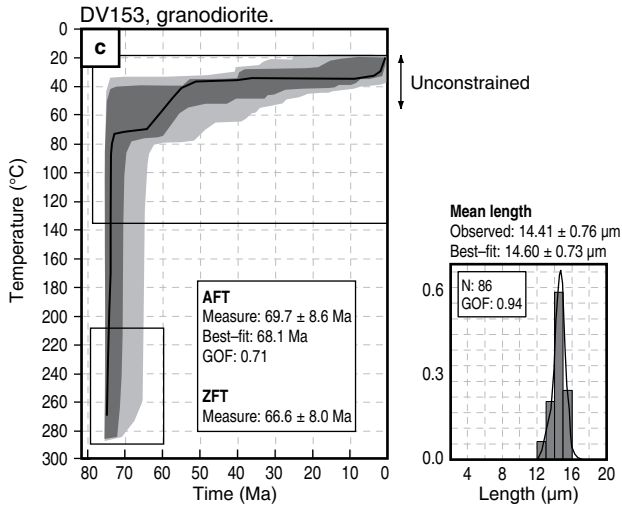 DV153, granodiorite.
c
0
20
40
60
80
100
120
140
160
180
200
220
240
260
280
300
Temperature (°C)
80 70 60 50 40 30 20 10 0
Time (Ma)
Unconstrained
AFT
Measure: 69.7 ± 8.6 Ma
Best–fit: 68.1 Ma
GOF: 0.71
ZFT
Measure: 66.6 ± 8.0 Ma
Mean length
Observed: 14.41 ± 0.76 µm
Best–fit: 14.60 ± 0.73 µm
N: 86
GOF: 0.94
0.6
0.3
0.0
4 8 12 16 20
Length (µm)